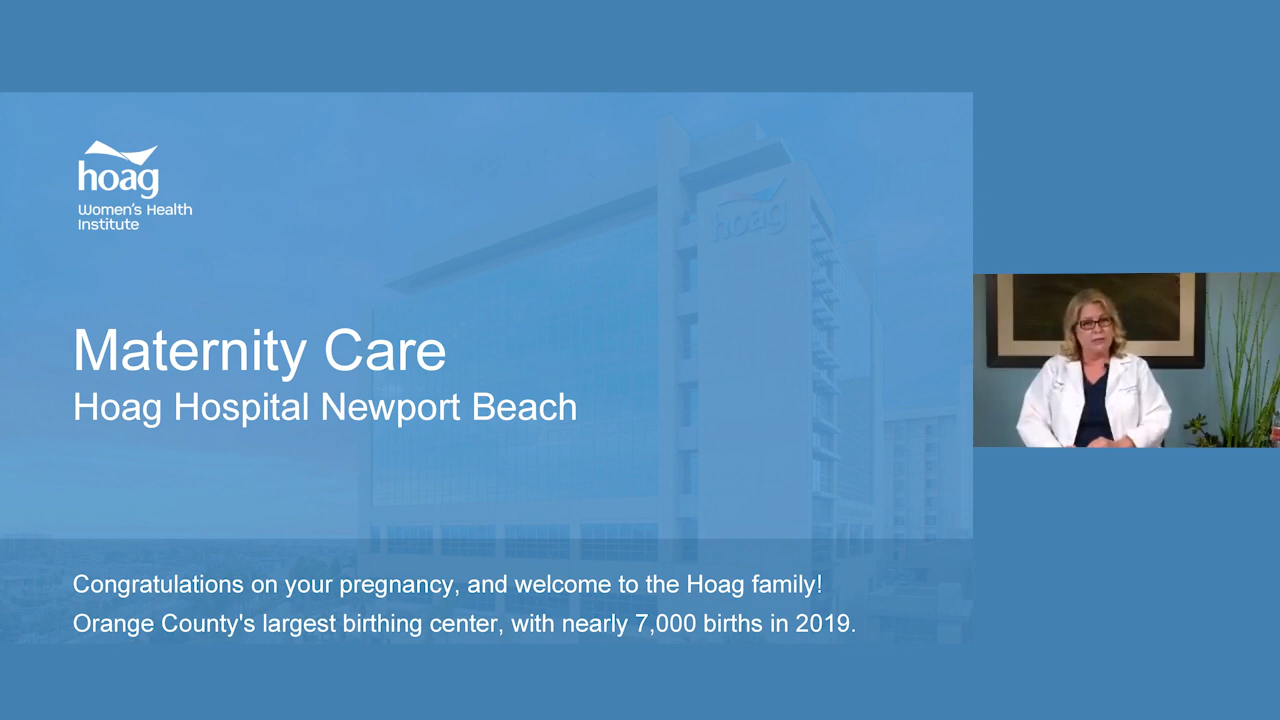 hoag
Women's Health
Institute
hoag
Maternity Care
Hoag Hospital Newport Beach
Congratulations on your pregnancy, and welcome to the Hoag family!
Orange County's largest birthing center, with nearly 7,000 births in 2019.